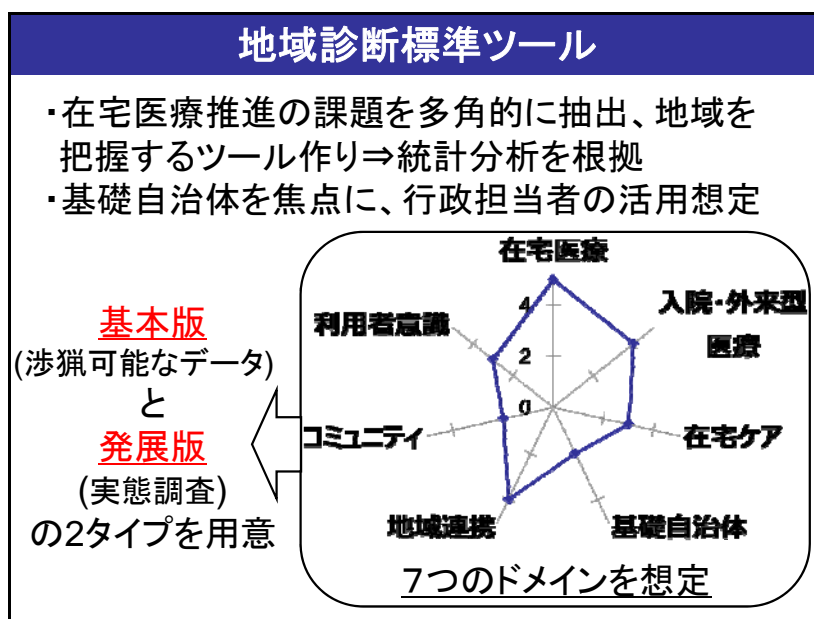 地域診断標準ツール
・在宅医療推進の課題を多角的に抽出、地域を
把握するツール作り⇒統計分析を根拠
・基礎自治体を焦点に、行政担当者の活用想定
基本版
(渉猟可能なデータ)
と
発展版
(実態調査)
の2タイプを用意
在宅医療
入院・外来型
医療
在宅ケア
基礎自治体
地域連携
コミュニティ
利用者意識
4
2
0
7つのドメインを想定